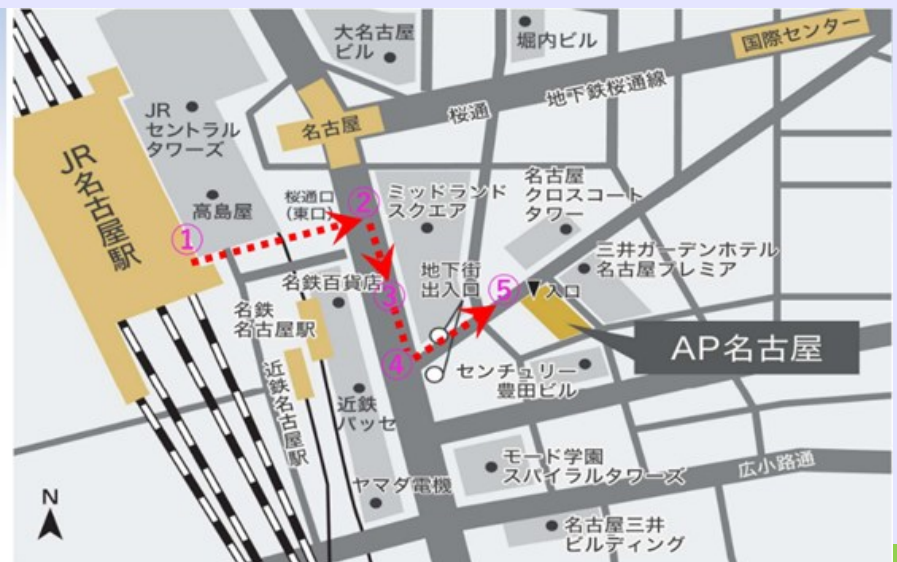 大名古屋
ビル
堀内ビル
国際センター
JR
セントラル
タワーズ
名古屋
桜通
地下鉄桜通線
JR名古屋駅
高島屋
桜通口
(東口)
①
②
ミッドランド
スクエア
名古屋
クロスコート
タワー
三井ガーデンホテル
名古屋プレミア
名鉄百貨店
③
地下街
出入口
⑤
入口
名鉄
名古屋駅
AP名古屋
④
センチュリー
豊田ビル
近鉄名古屋駅
近鉄
パッセ
モード学園
スパイラルタワーズ
広小路通
ヤマダ電機
N
名古屋三井
ビルディング